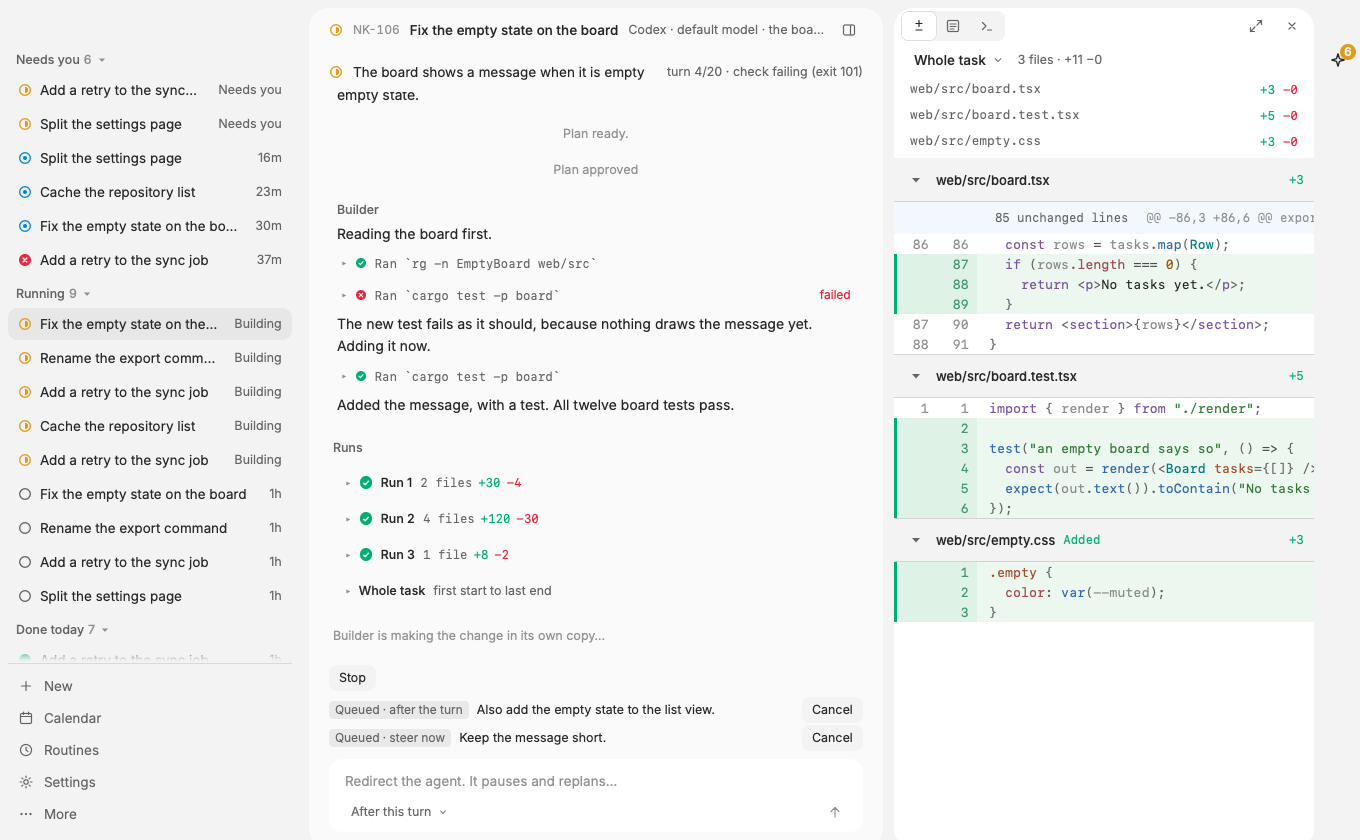 Needs you 6
Add a retry to the sync... Needs you
Split the settings page Needs you
Split the settings page 16m
Cache the repository list 23m
Fix the empty state on the bo... 30m
Add a retry to the sync job 37m
Running 9
Fix the empty state on the... Building
Rename the export comm... Building
Add a retry to the sync job Building
Cache the repository list Building
Add a retry to the sync job Building
Fix the empty state on the board 1h
Rename the export command 1h
Add a retry to the sync job 1h
Split the settings page 1h
Done today 7
Add a retry to the sync job 1h
New
Calendar
Routines
Settings
More
NK-106 Fix the empty state on the board Codex · default model · the boa...
The board shows a message when it is empty turn 4/20 · check failing (exit 101)
empty state.
Plan ready.
Plan approved
Builder
Reading the board first.
Ran `rg -n EmptyBoard web/src`
Ran `cargo test -p board` failed
The new test fails as it should, because nothing draws the message yet.
Adding it now.
Ran `cargo test -p board`
Added the message, with a test. All twelve board tests pass.
Runs
Run 1 2 files +30 −4
Run 2 4 files +120 −30
Run 3 1 file +8 −2
Whole task first start to last end
Builder is making the change in its own copy...
Stop
Queued · after the turn Also add the empty state to the list view. Cancel
Queued · steer now Keep the message short. Cancel
Redirect the agent. It pauses and replans...
After this turn
Whole task 3 files · +11 −0
web/src/board.tsx +3 −0
web/src/board.test.tsx +5 −0
web/src/empty.css +3 −0
web/src/board.tsx +3
85 unchanged lines @@ -86,3 +86,6 @@ expor
86 86 const rows = tasks.map(Row);
87 if (rows.length === 0) {
88 return <p>No tasks yet.</p>;
89 }
87 90 return <section>{rows}</section>;
88 91 }
web/src/board.test.tsx +5
1 1 import { render } from "./render";
2
3 test("an empty board says so", () => {
4 const out = render(<Board tasks={[]} />
5 expect(out.text()).toContain("No tasks
6 });
web/src/empty.css Added +3
1 .empty {
2 color: var(--muted);
3 }
6